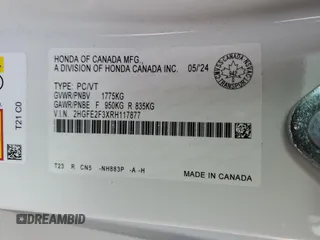 HONDA OF CANADA MFG.,
A DIVISION OF HONDA CANADA INC. 05/'24
TYPE: PC/VT
GVWR/PNBV 1775KG
GAWR/PNBE F 950KG R 835KG
V.I.N. 2HGFE2F3XRH117877
T23 R CN5 -NH883P -A -H
MADE IN CANADA
T21 C0
DREAMBID